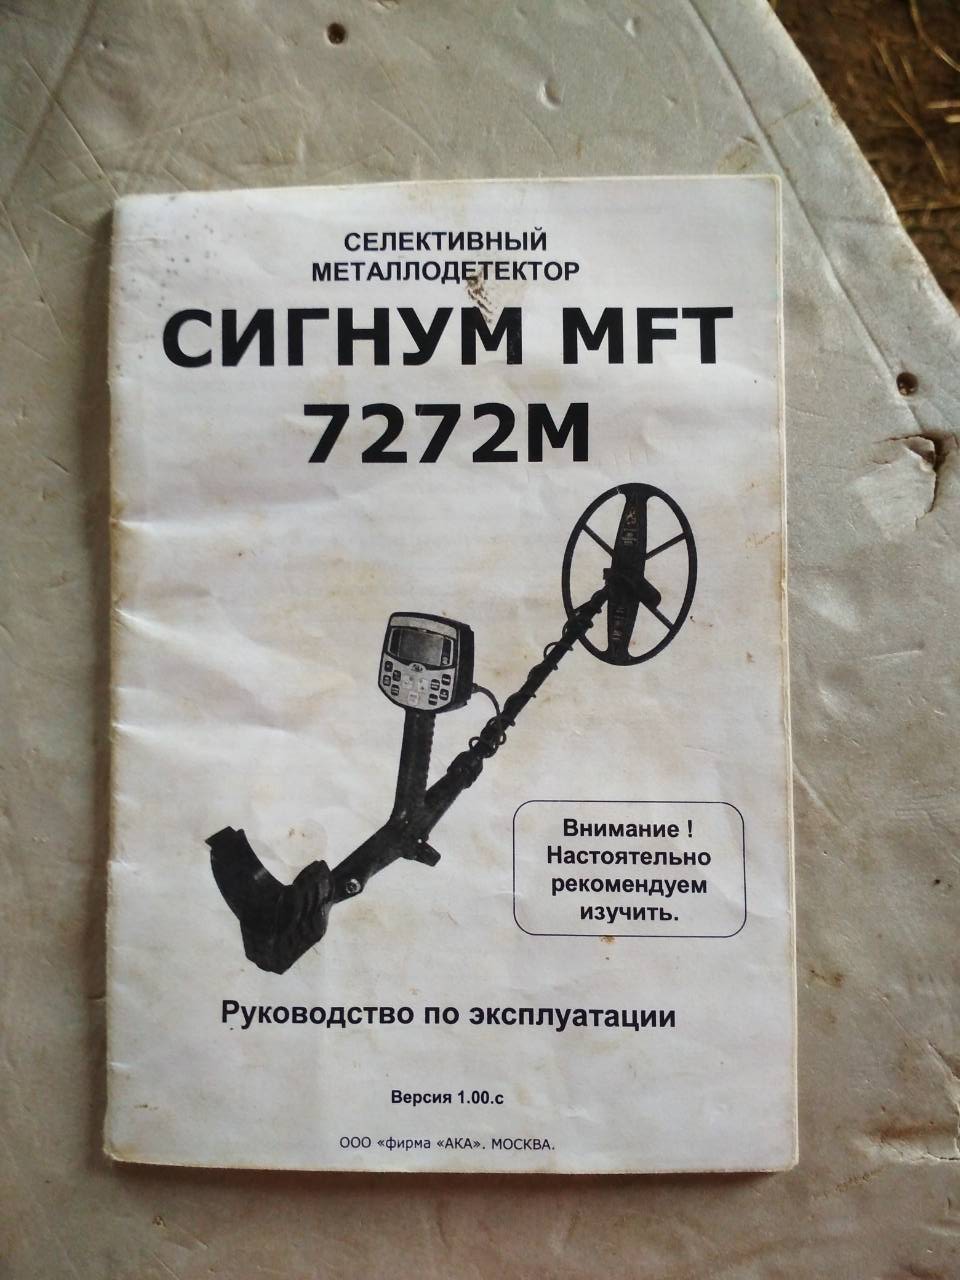 СЕЛЕКТИВНЫЙ
МЕТАЛЛОДЕТЕКТОР
СИГНУМ MFT
7272М
Внимание !
Настоятельно
рекомендуем
изучить.
Руководство по эксплуатации
Версия 1.00.с
ООО «фирма «АКА». МОСКВА.